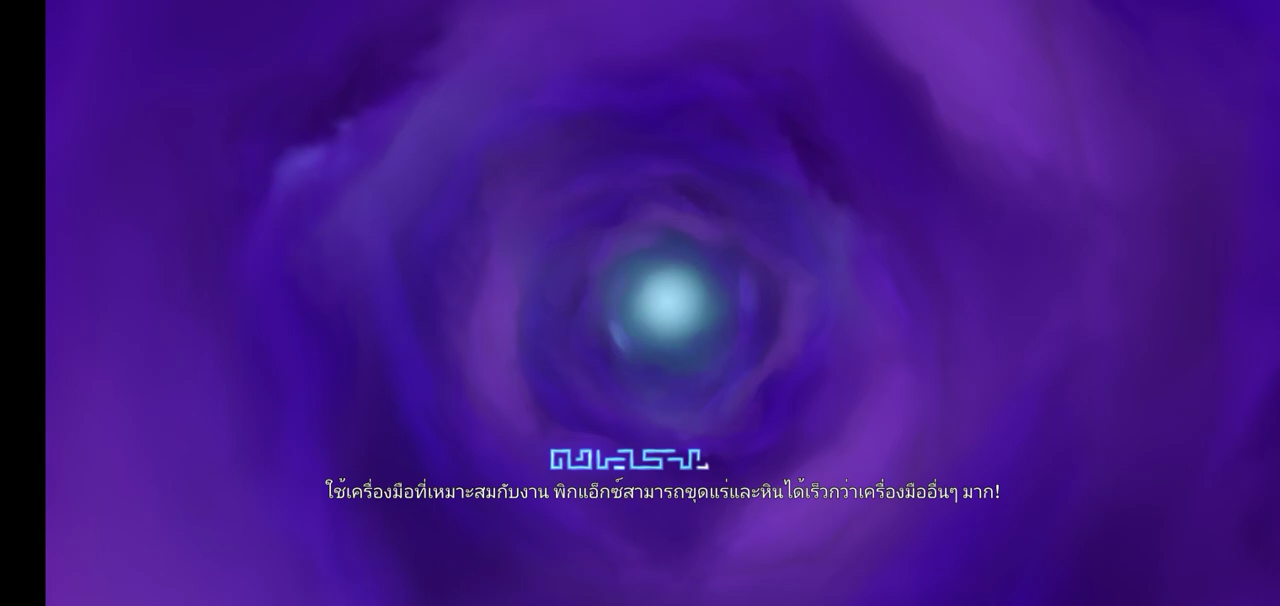 ใช้เครื่องมือที่เหมาะสมกับงาน พิกแอ็กซ์สามารถขุดแร่และหินได้เร็วกว่าเครื่องมืออื่นๆ มาก!